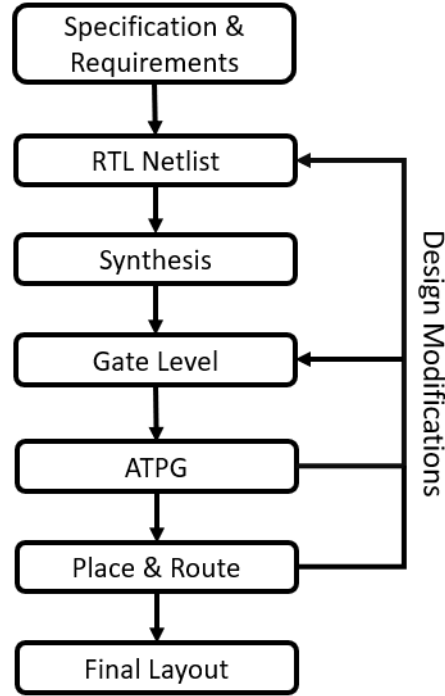 Specification &
Requirements
RTL Netlist
Synthesis
Gate Level
ATPG
Place & Route
Final Layout
Design Modifications